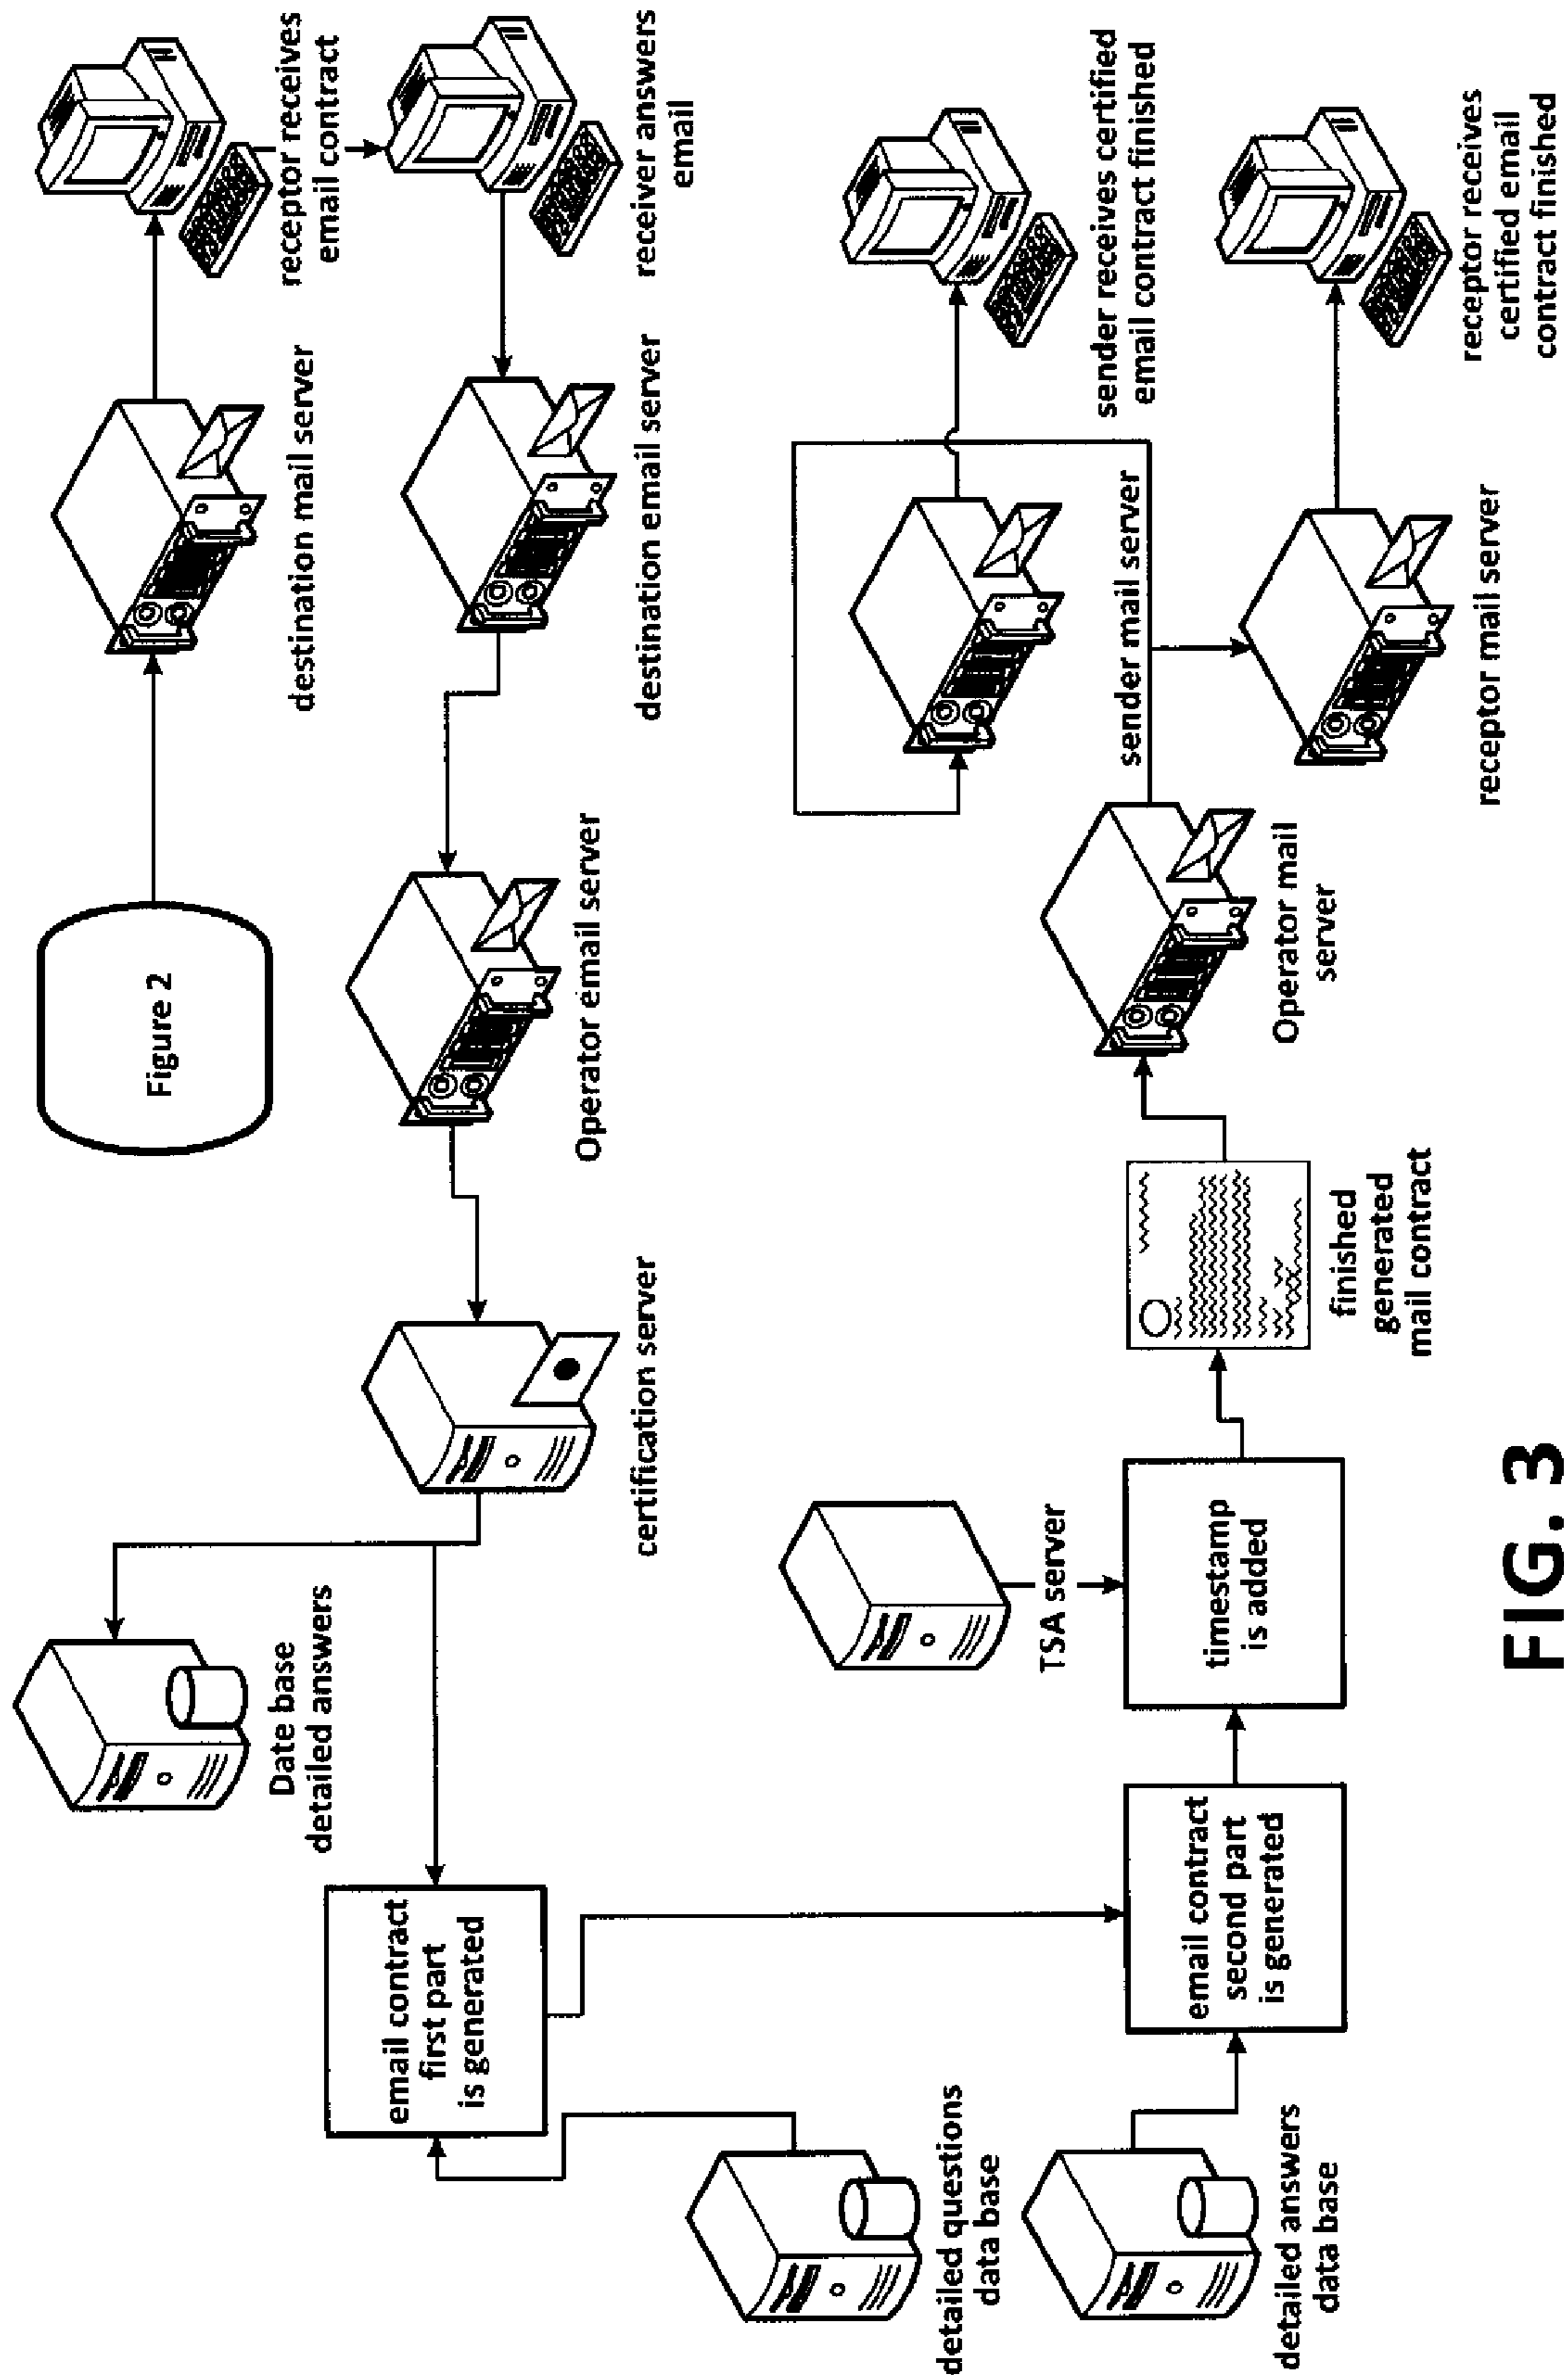 Figure 2
destination mail server
receptor receives
email contract
receiver answers
email
destination email server
Operator email server
certification server
Date base
detailed answers
email contract
first part
is generated
detailed questions
data base
detailed answers
data base
email contract
second part
is generated
TSA server
timestamp
is added
finished
generated
mail contract
Operator mail
server
sender mail server
sender receives certified
email contract finished
receptor mail server
receptor receives
certified email
contract finished
FIG. 3